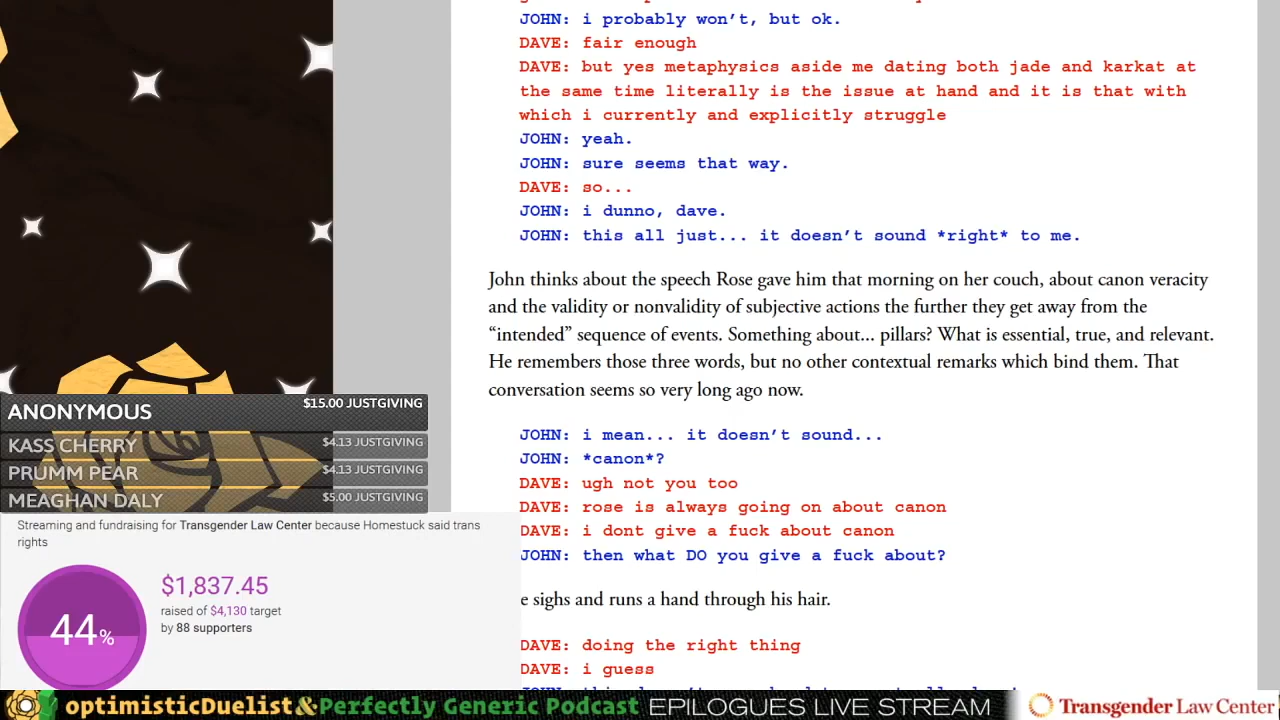 JOHN: i probably won't, but ok.
DAVE: fair enough
DAVE: but yes metaphysics aside me dating both jade and karkat at
the same time literally is the issue at hand and it is that with
which i currently and explicitly struggle
JOHN: yeah.
JOHN: sure seems that way.
DAVE: so...
JOHN: i dunno, dave.
JOHN: this all just... it doesn't sound *right* to me.
John thinks about the speech Rose gave him that morning on her couch, about canon veracity
and the validity or nonvalidity of subjective actions the further they get away from the
“intended” sequence of events. Something about... pillars? What is essential, true, and relevant.
He remembers those three words, but no other contextual remarks which bind them. That
conversation seems so very long ago now.
JOHN: i mean... it doesn't sound...
JOHN: *canon*?
DAVE: ugh not you too
DAVE: rose is always going on about canon
DAVE: i dont give a fuck about canon
JOHN: then what DO you give a fuck about?
e sighs and runs a hand through his hair.
DAVE: doing the right thing
DAVE: i guess
ANONYMOUS $15.00 JUSTGIVING
KASS CHERRY $4.13 JUSTGIVING
PRUMM PEAR $4.13 JUSTGIVING
MEAGHAN DALY $5.00 JUSTGIVING
Streaming and fundraising for Transgender Law Center because Homestuck said trans
rights
44%
$1,837.45
raised of $4,130 target
by 88 supporters
optimisticDuelist & Perfectly Generic Podcast EPILOGUES LIVE STREAM Transgender Law Center